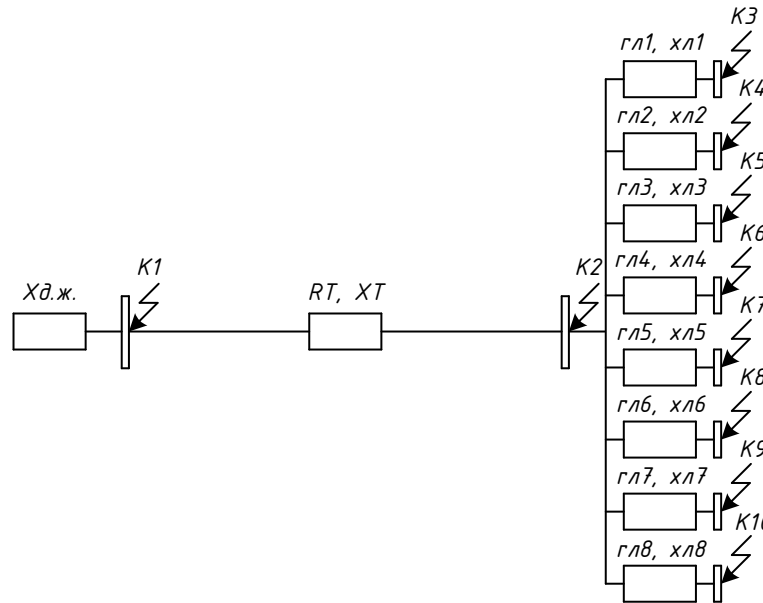 К3
гл1, хл1
К4
гл2, хл2
К5
гл3, хл3
К6
гл4, хл4
Хд.ж.
К1
RT, XT
К2
К7
гл5, хл5
К8
гл6, хл6
К9
гл7, хл7
К10
гл8, хл8